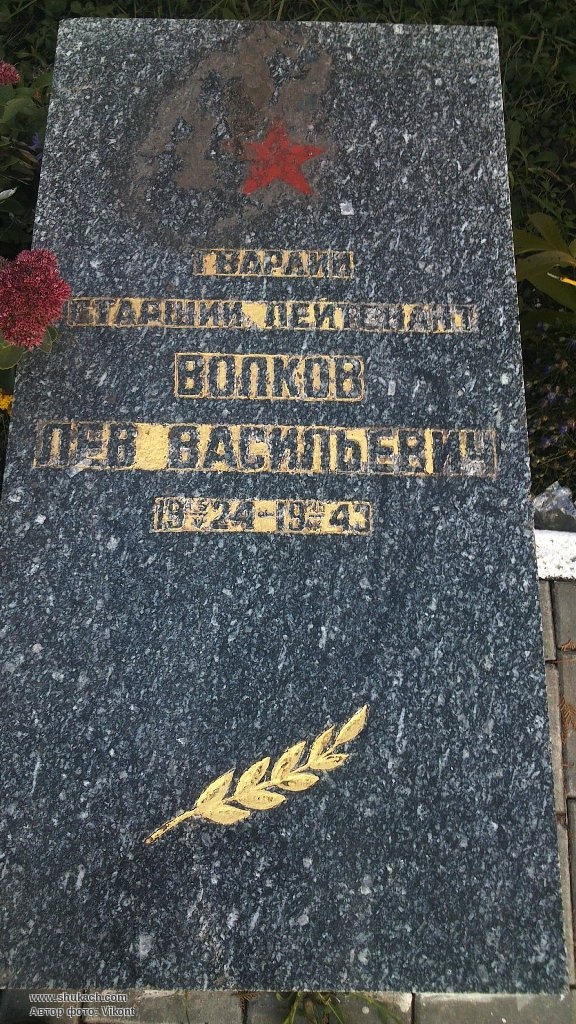 ГВАРДИИ
СТАРШИЙ ЛЕЙТЕНАНТ
ВОЛКОВ
ЛЕВ ВАСИЛЬЕВИЧ
1924-1943
www.shukach.com
Автор фото: Vikont